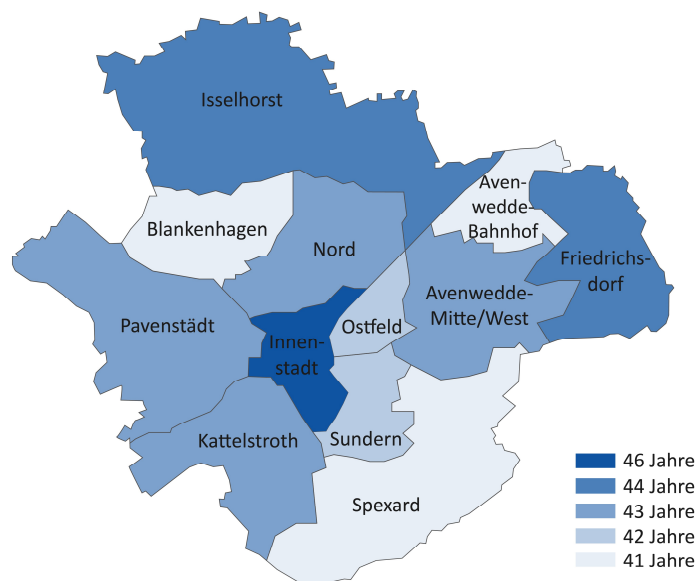 Isselhorst
Aven-
wedde-
Bahnhof
Blankenhagen
Nord
Friedrichs-
dorf
Avenwedde-
Mitte/West
Pavenstädt
Ostfeld
Innen-
stadt
Kattelstroth
Sundern
Spexard
46 Jahre
44 Jahre
43 Jahre
42 Jahre
41 Jahre